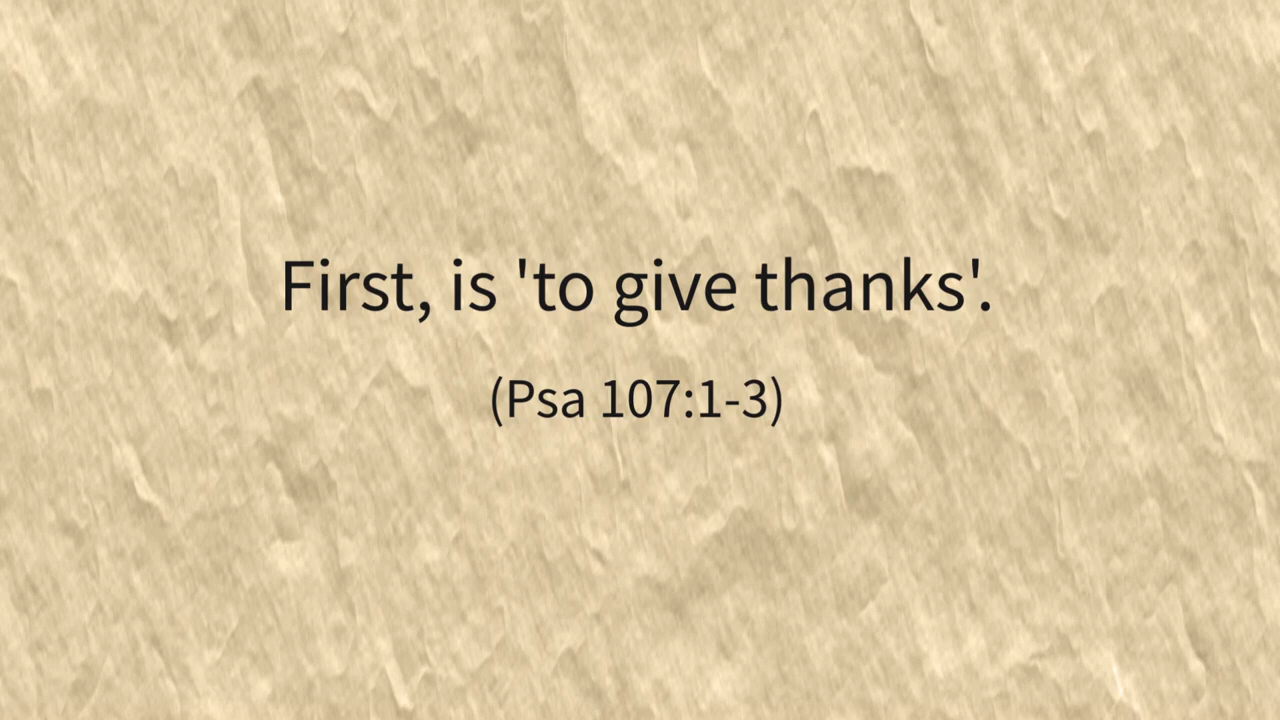 First, is 'to give thanks'.
(Psa 107:1-3)